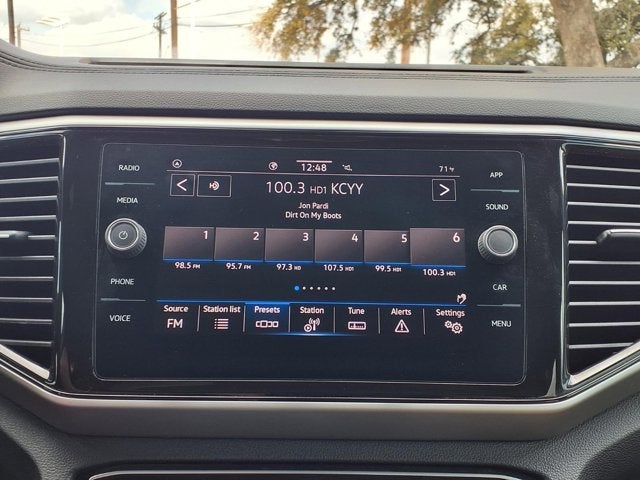 RADIO
MEDIA
PHONE
VOICE
12:48
71°F
100.3 HD1 KCYY
Jon Pardi
Dirt On My Boots
1 2 3 4 5 6
98.5 FM 95.7 FM 97.3 HD 107.5 HD1 99.5 HD1 100.3 HD1
Source Station list Presets Station Tune Alerts Settings
FM
APP
SOUND
CAR
MENU